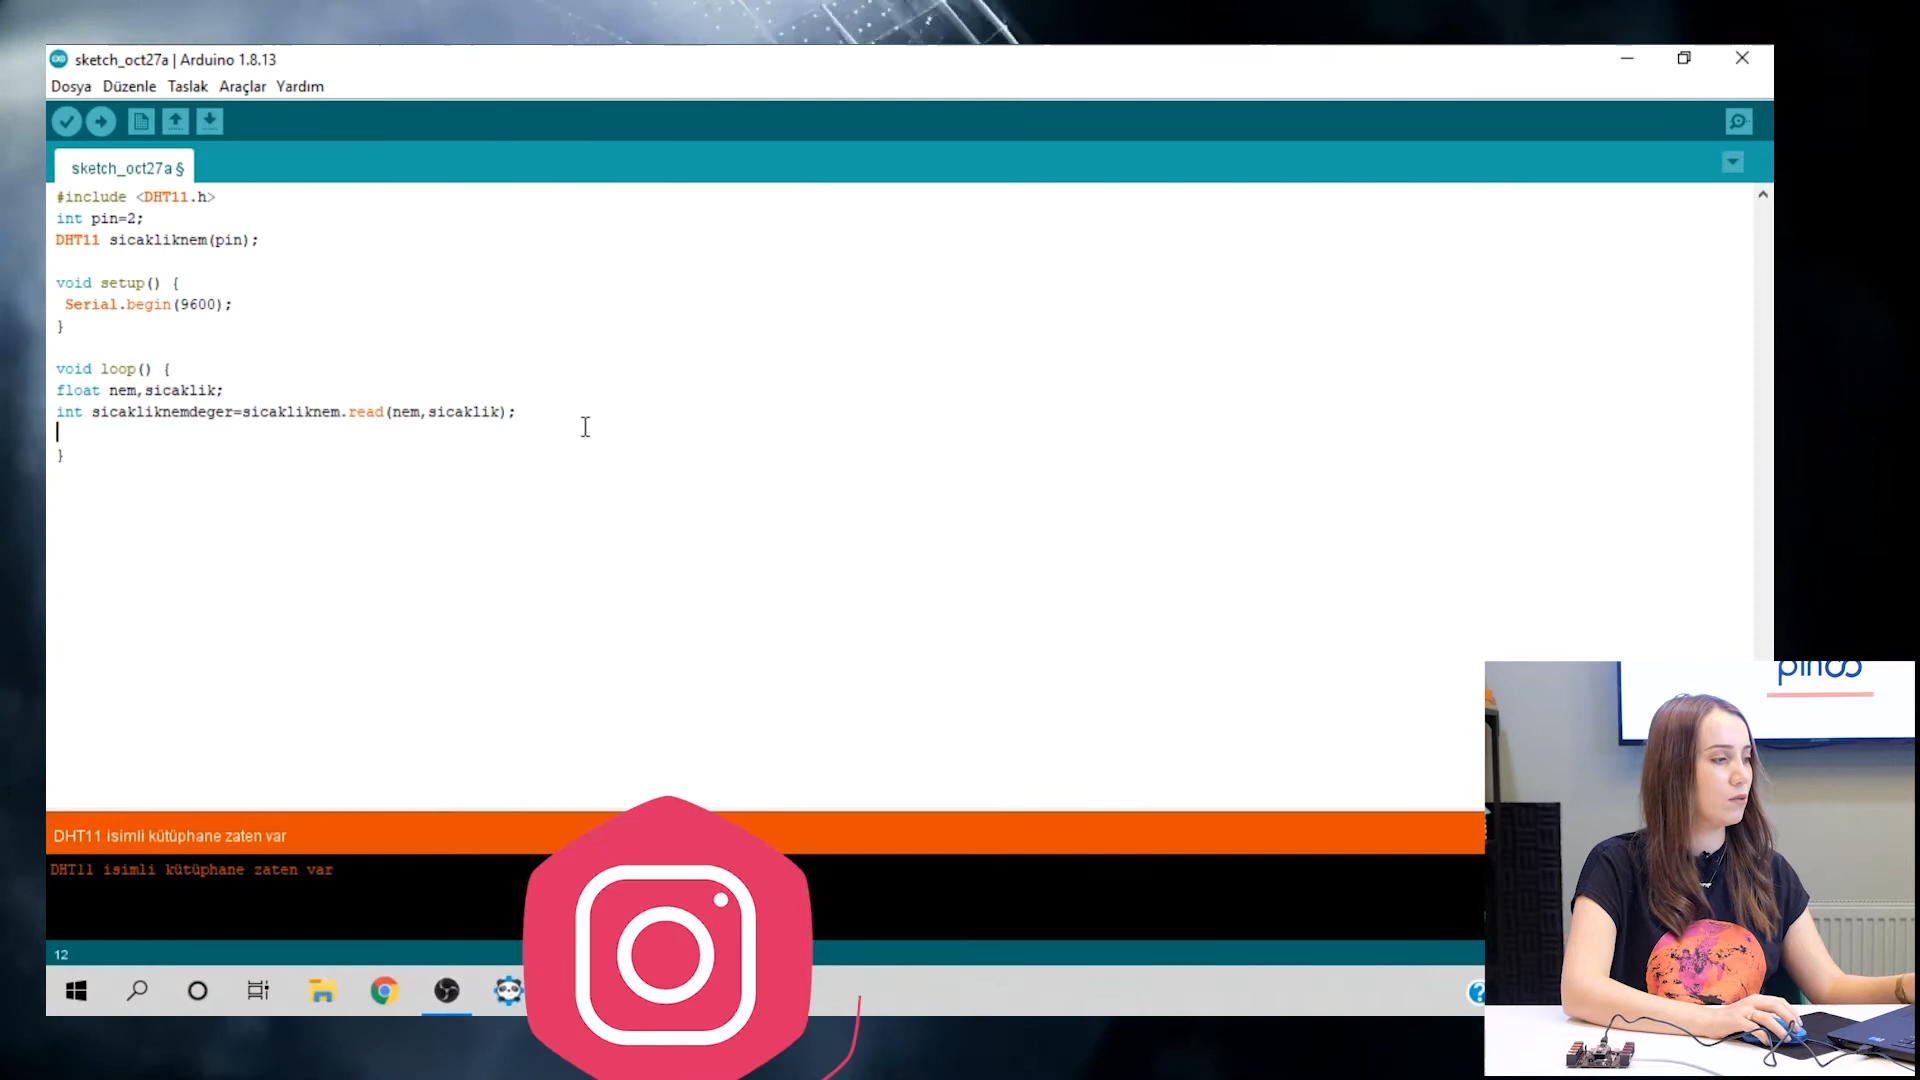 sketch_oct27a | Arduino 1.8.13
Dosya Düzenle Taslak Araçlar Yardım
sketch_oct27a §
#include <DHT11.h>
int pin=2;
DHT11 sicakliknem(pin);
void setup() {
Serial.begin(9600);
}
void loop() {
float nem,sicaklik;
int sicakliknemdeger=sicakliknem.read(nem,sicaklik);
}
DHT11 isimli kütüphane zaten var
DHT11 isimli kütüphane zaten var
12